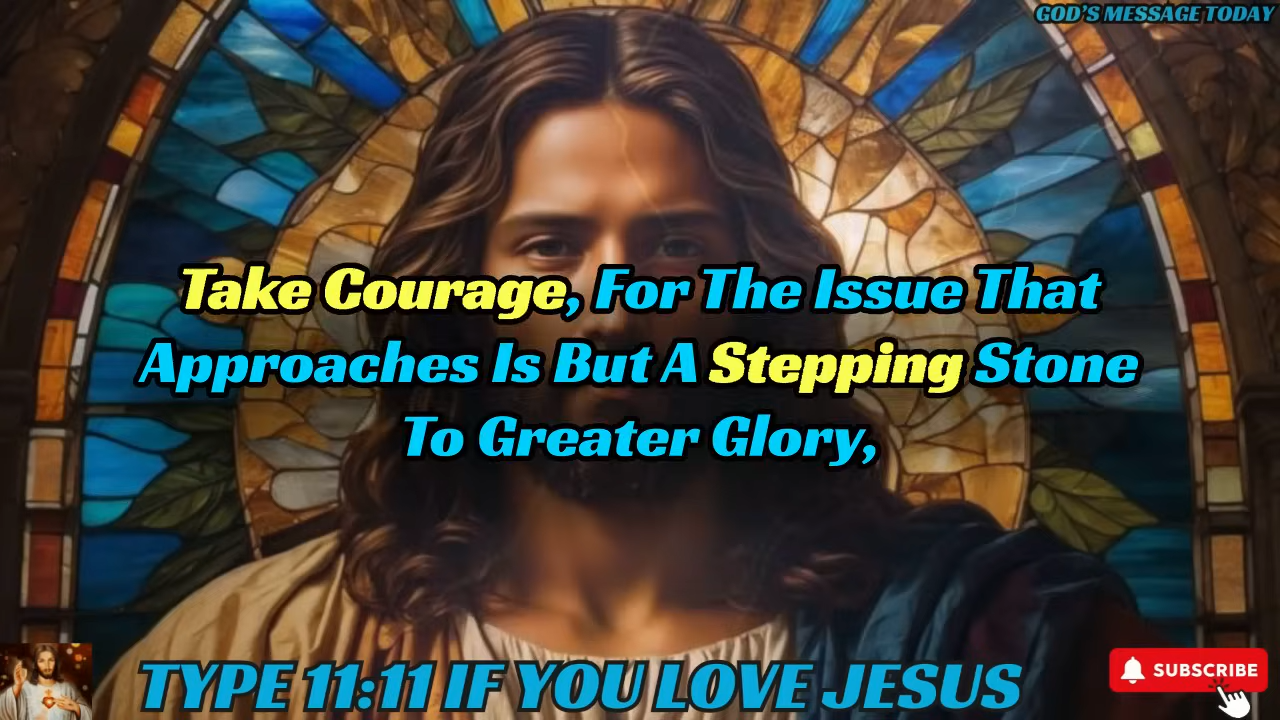 GOD'S MESSAGE TODAY
Take Courage, For The Issue That
Approaches Is But A Stepping Stone
To Greater Glory,
TYPE 11:11 IF YOU LOVE JESUS
SUBSCRIBE